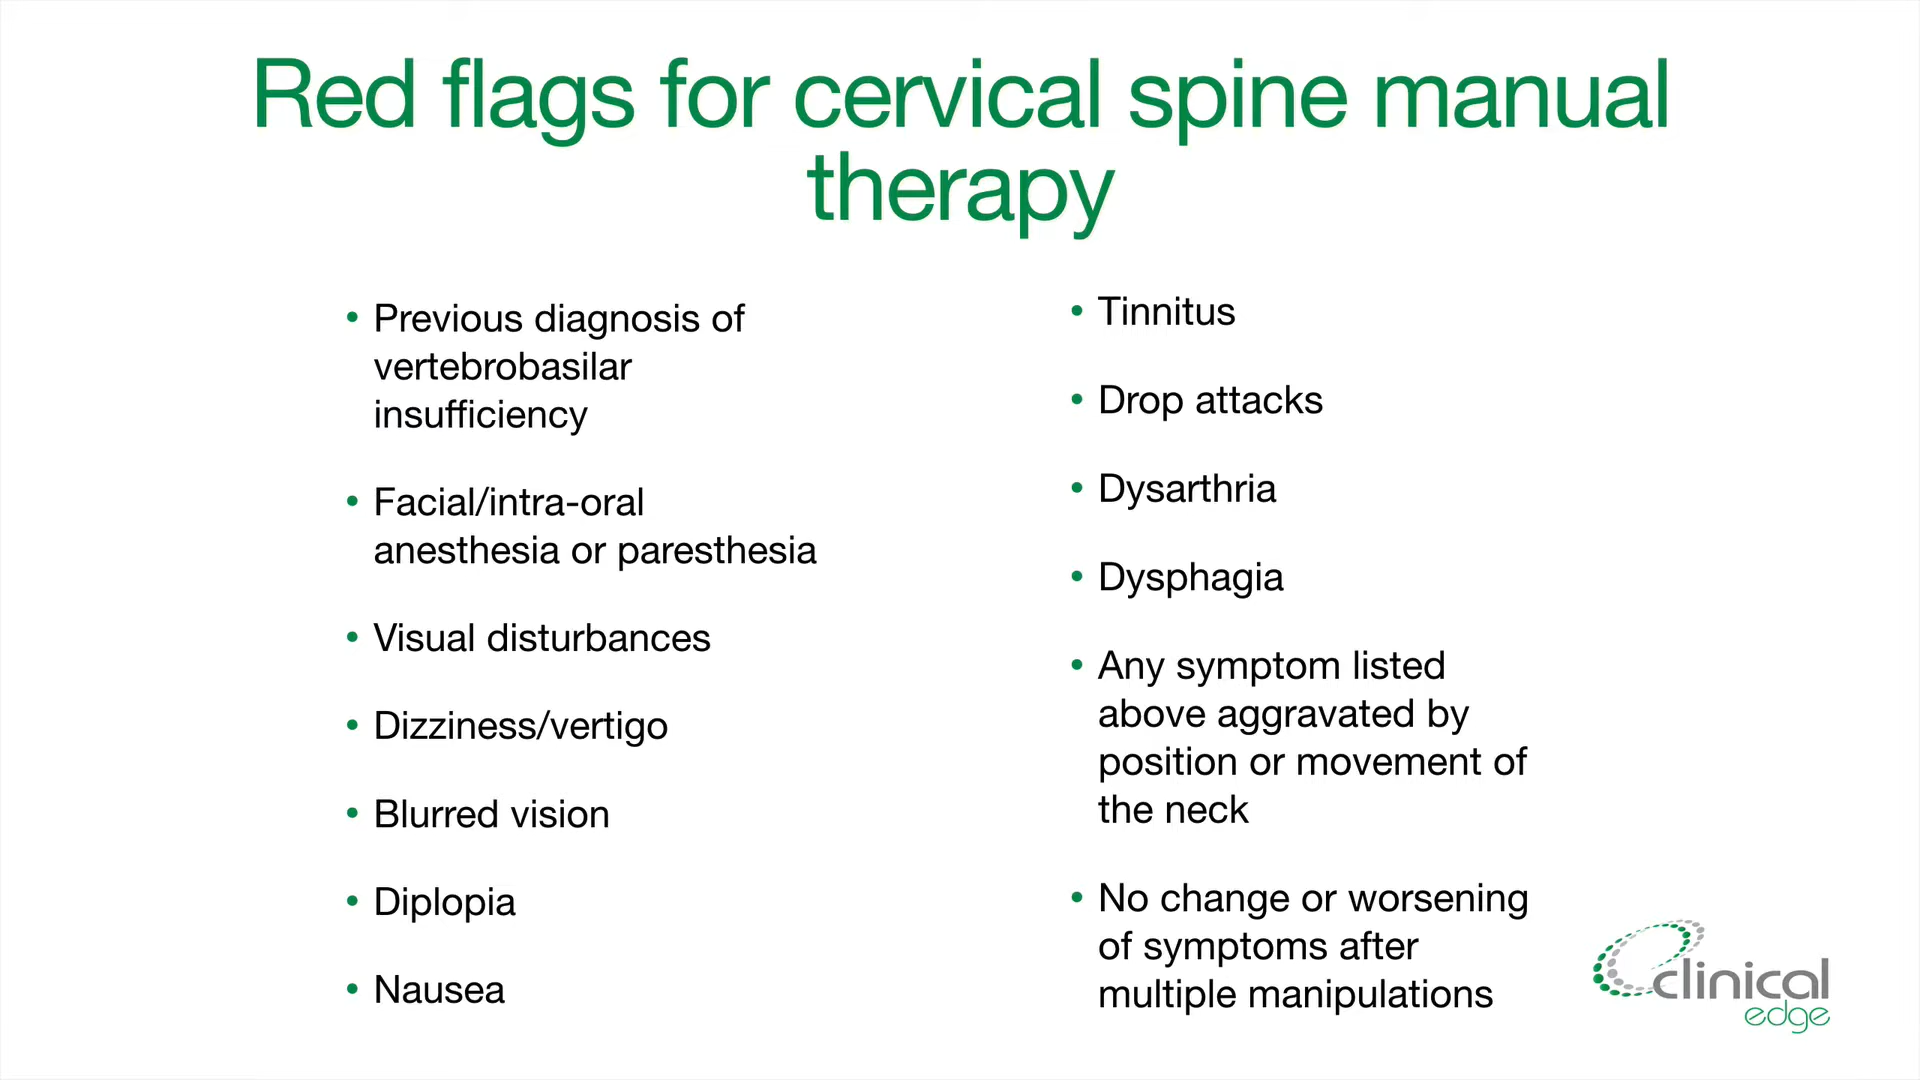 Red flags for cervical spine manual
therapy
• Previous diagnosis of
vertebrobasilar
insufficiency
• Facial/intra-oral
anesthesia or paresthesia
• Visual disturbances
• Dizziness/vertigo
• Blurred vision
• Diplopia
• Nausea
• Tinnitus
• Drop attacks
• Dysarthria
• Dysphagia
• Any symptom listed
above aggravated by
position or movement of
the neck
• No change or worsening
of symptoms after
multiple manipulations
clinical
edge